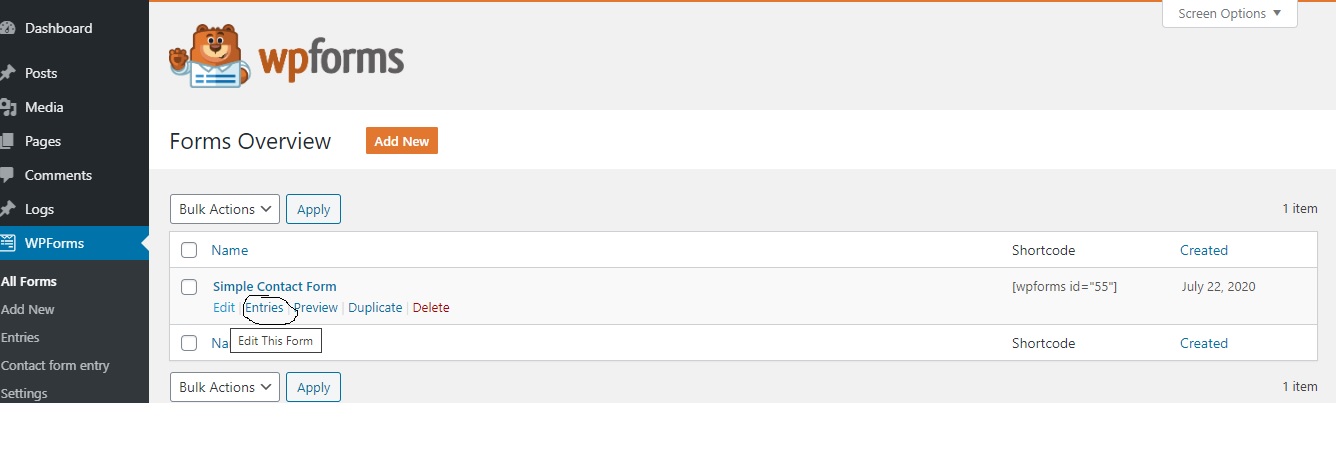 Dashboard
Posts
Media
Pages
Comments
Logs
WPForms
All Forms
Add New
Entries
Contact form entry
Settings
Screen Options
wpforms
Forms Overview
Add New
Bulk Actions
Apply
1 item
Name
Shortcode
Created
Simple Contact Form
[wpforms id="55"]
July 22, 2020
Edit | Entries | Preview | Duplicate | Delete
Edit This Form
Na
Shortcode
Created
Bulk Actions
Apply
1 item